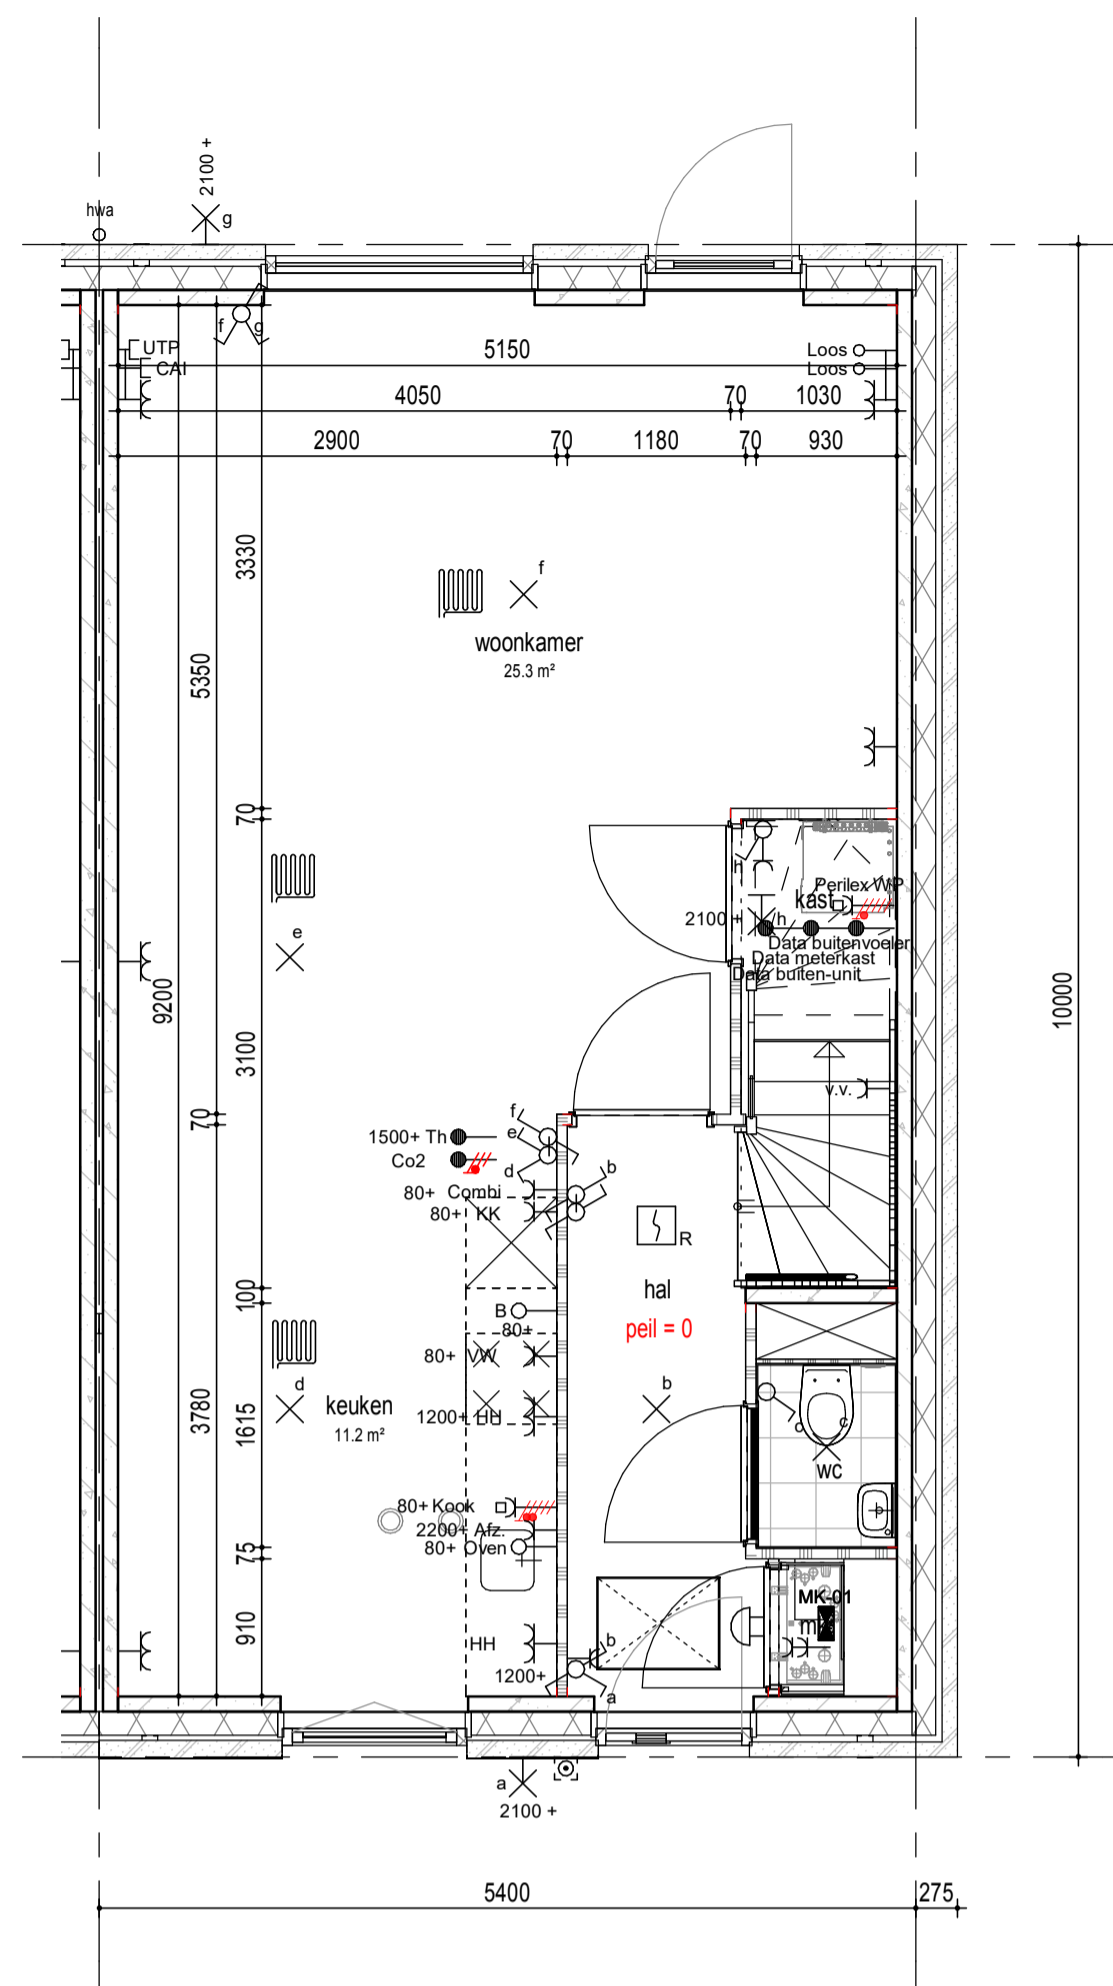 2100 +
hwa
g
f
g
UTP
CAI
5150
Loos
Loos
4050
70
1030
2900
70
1180
70
930
3330
f
woonkamer
25.3 m²
5350
70
h
Perilex WP
kast
2100 +
h
Data buitenvoeler
Data meterkast
Data buiten-unit
e
9200
10000
3100
v.v.
70
f
1500+ Th
e
Co2
d
b
80+ Combi
80+ KK
R
hal
peil = 0
100
B
80+
80+ VW
d
keuken
11.2 m²
b
1200+ HH
3780
1615
c
c
wc
80+ Kook
2200+ Afz.
80+ Oven
75
MK-01
mk
910
HH
b
1200+
a
a
2100 +
5400
275